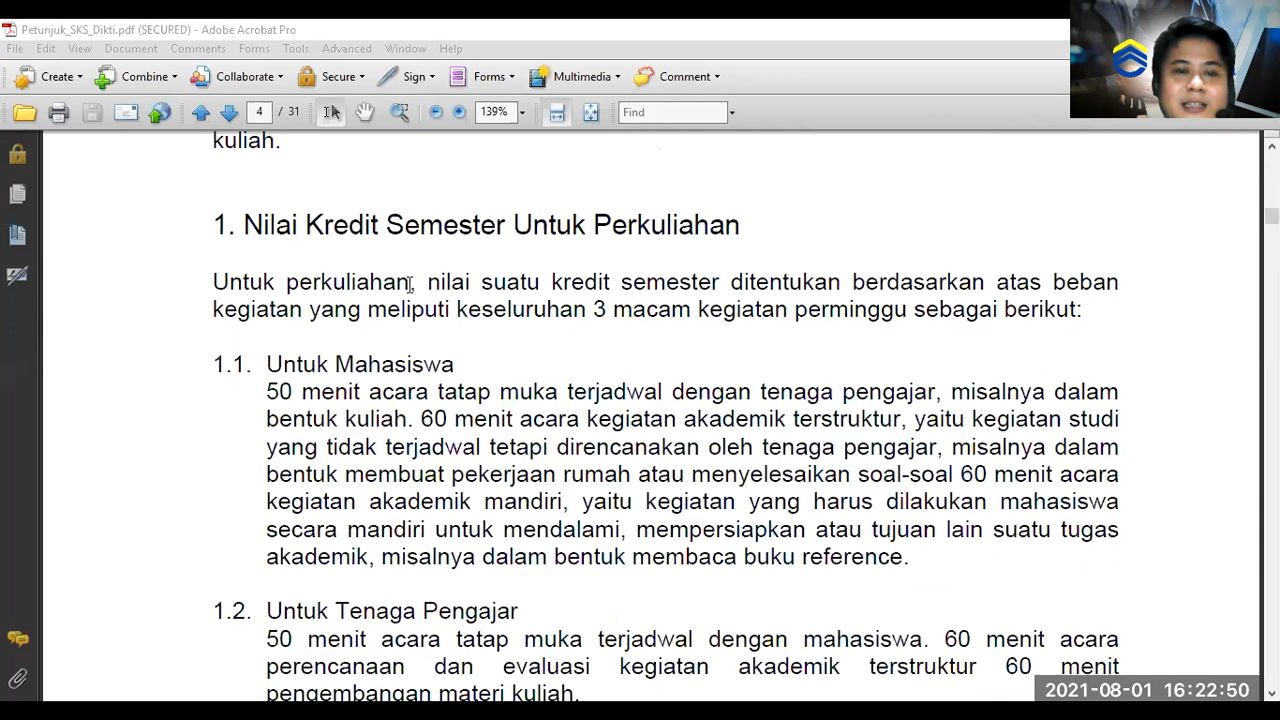 Petunjuk_SKS_Dikti.pdf (SECURED) - Adobe Acrobat Pro
File Edit View Document Comments Forms Tools Advanced Window Help
Create Combine Collaborate Secure Sign Forms Multimedia Comment
4 / 31 139% Find
kuliah.
1. Nilai Kredit Semester Untuk Perkuliahan
Untuk perkuliahan, nilai suatu kredit semester ditentukan berdasarkan atas beban
kegiatan yang meliputi keseluruhan 3 macam kegiatan perminggu sebagai berikut:
1.1. Untuk Mahasiswa
50 menit acara tatap muka terjadwal dengan tenaga pengajar, misalnya dalam
bentuk kuliah. 60 menit acara kegiatan akademik terstruktur, yaitu kegiatan studi
yang tidak terjadwal tetapi direncanakan oleh tenaga pengajar, misalnya dalam
bentuk membuat pekerjaan rumah atau menyelesaikan soal-soal 60 menit acara
kegiatan akademik mandiri, yaitu kegiatan yang harus dilakukan mahasiswa
secara mandiri untuk mendalami, mempersiapkan atau tujuan lain suatu tugas
akademik, misalnya dalam bentuk membaca buku reference.
1.2. Untuk Tenaga Pengajar
50 menit acara tatap muka terjadwal dengan mahasiswa. 60 menit acara
perencanaan dan evaluasi kegiatan akademik terstruktur 60 menit
pengembangan materi kuliah.
2021-08-01 16:22:50